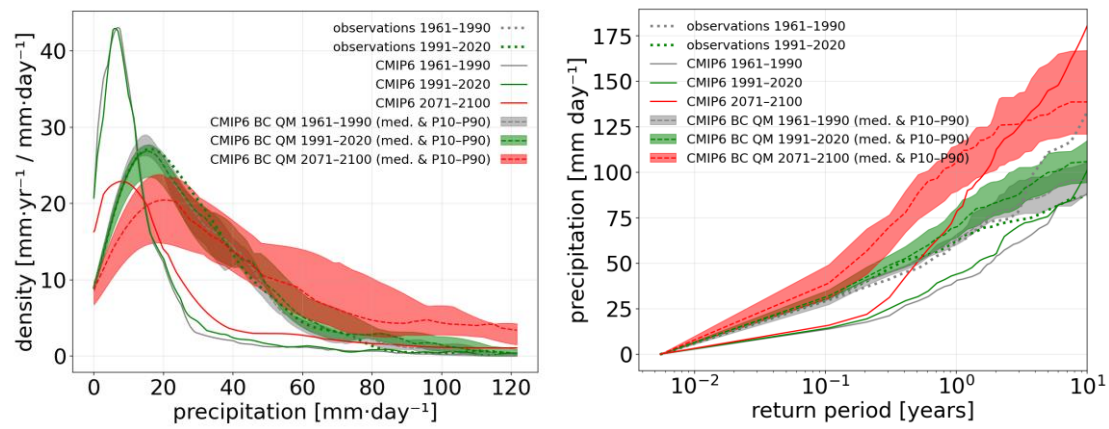 observations 1961–1990
observations 1991–2020
CMIP6 1961–1990
CMIP6 1991–2020
CMIP6 2071–2100
CMIP6 BC QM 1961–1990 (med. & P10–P90)
CMIP6 BC QM 1991–2020 (med. & P10–P90)
CMIP6 BC QM 2071–2100 (med. & P10–P90)
density [mm·yr⁻¹ / mm·day⁻¹]
40
30
20
10
0
0 20 40 60 80 100 120
precipitation [mm·day⁻¹]
observations 1961–1990
observations 1991–2020
CMIP6 1961–1990
CMIP6 1991–2020
CMIP6 2071–2100
CMIP6 BC QM 1961–1990 (med. & P10–P90)
CMIP6 BC QM 1991–2020 (med. & P10–P90)
CMIP6 BC QM 2071–2100 (med. & P10–P90)
precipitation [mm day⁻¹]
175
150
125
100
75
50
25
0
10⁻² 10⁻¹ 10⁰ 10¹
return period [years]